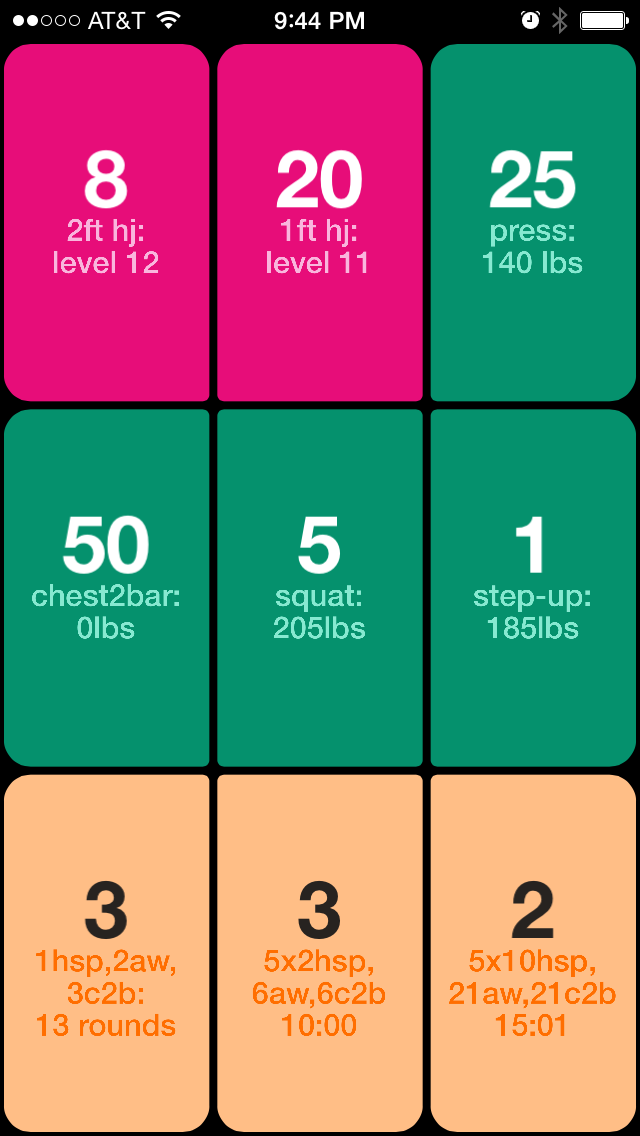 AT&T 9:44 PM
8
2ft hj:
level 12
20
1ft hj:
level 11
25
press:
140 lbs
50
chest2bar:
0lbs
5
squat:
205lbs
1
step-up:
185lbs
3
1hsp,2aw,
3c2b:
13 rounds
3
5x2hsp,
6aw,6c2b
10:00
2
5x10hsp,
21aw,21c2b
15:01